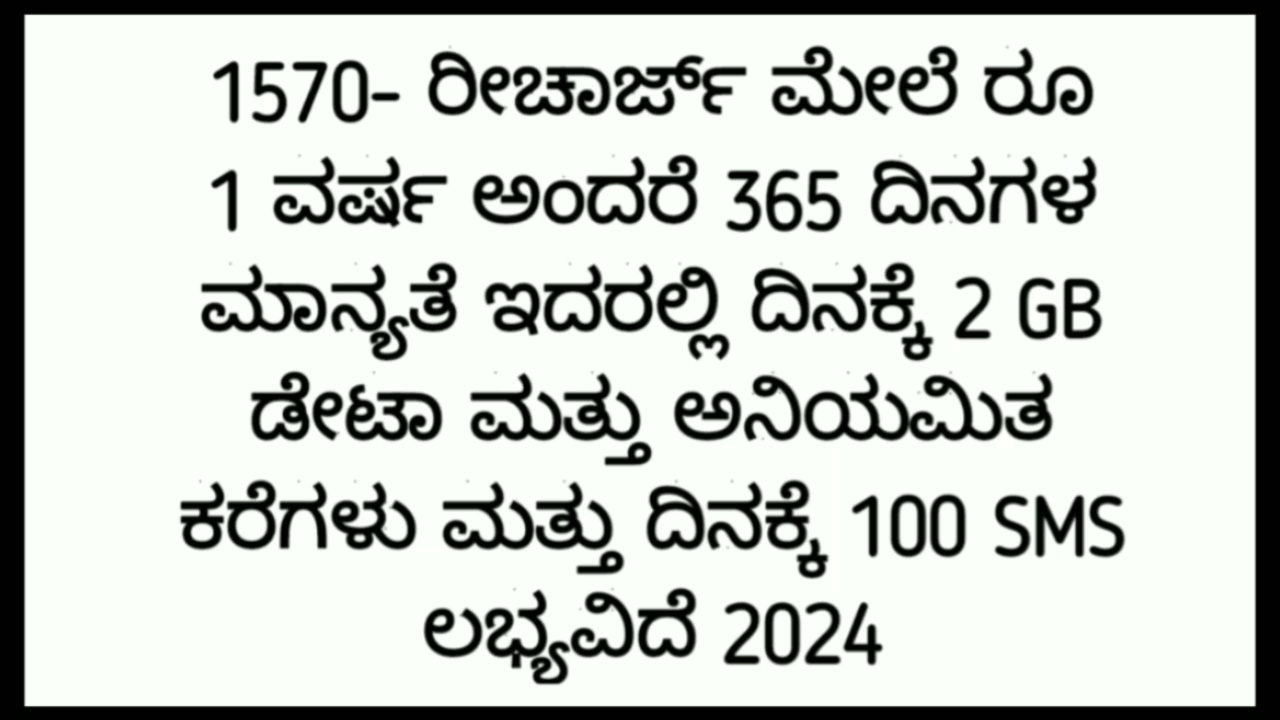 1570- ರೀಚಾರ್ಜ್ ಮೇಲೆ ರೂ
1 ವರ್ಷ ಅಂದರೆ 365 ದಿನಗಳ
ಮಾನ್ಯತೆ ಇದರಲ್ಲಿ ದಿನಕ್ಕೆ 2 GB
ಡೇಟಾ ಮತ್ತು ಅನಿಯಮಿತ
ಕರೆಗಳು ಮತ್ತು ದಿನಕ್ಕೆ 100 SMS
ಲಭ್ಯವಿದೆ 2024